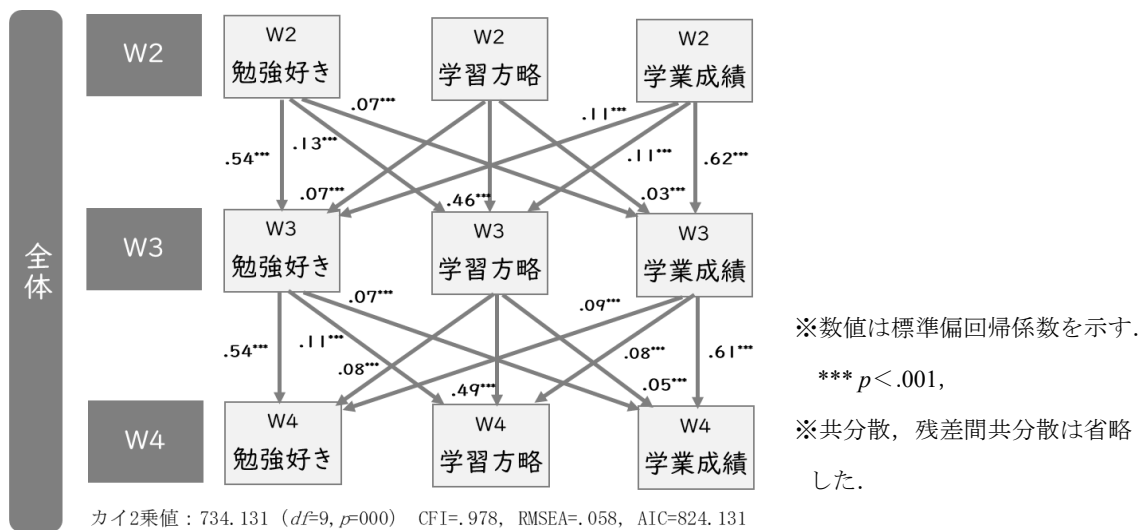 全体
W2
W2
勉強好き
W2
学習方略
W2
学業成績
.07***
.11***
.54***
.13***
.11***
.62***
.07***
.46***
.03***
W3
W3
勉強好き
W3
学習方略
W3
学業成績
.07***
.09***
.54***
.11***
.08***
.61***
.08***
.49***
.05***
W4
W4
勉強好き
W4
学習方略
W4
学業成績
※数値は標準偏回帰係数を示す.
*** p＜.001,
※共分散，残差間共分散は省略
した.
カイ2乗値：734.131（df=9, p=000） CFI=.978, RMSEA=.058, AIC=824.131